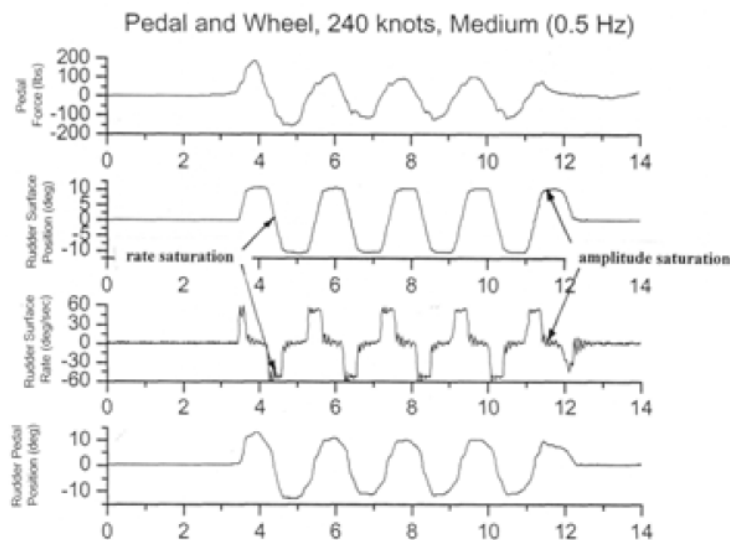 Pedal and Wheel, 240 knots, Medium (0.5 Hz)
Pedal
Force (lbs)
200
100
0
-100
-200
0 2 4 6 8 10 12 14
Rudder Surface
Position (deg)
10
5
0
-5
-10
0 2 4 6 8 10 12 14
rate saturation
amplitude saturation
Rudder Surface
Rate (deg/sec)
60
30
0
-30
-60
0 2 4 6 8 10 12 14
Rudder Pedal
Position (deg)
10
0
-10
0 2 4 6 8 10 12 14